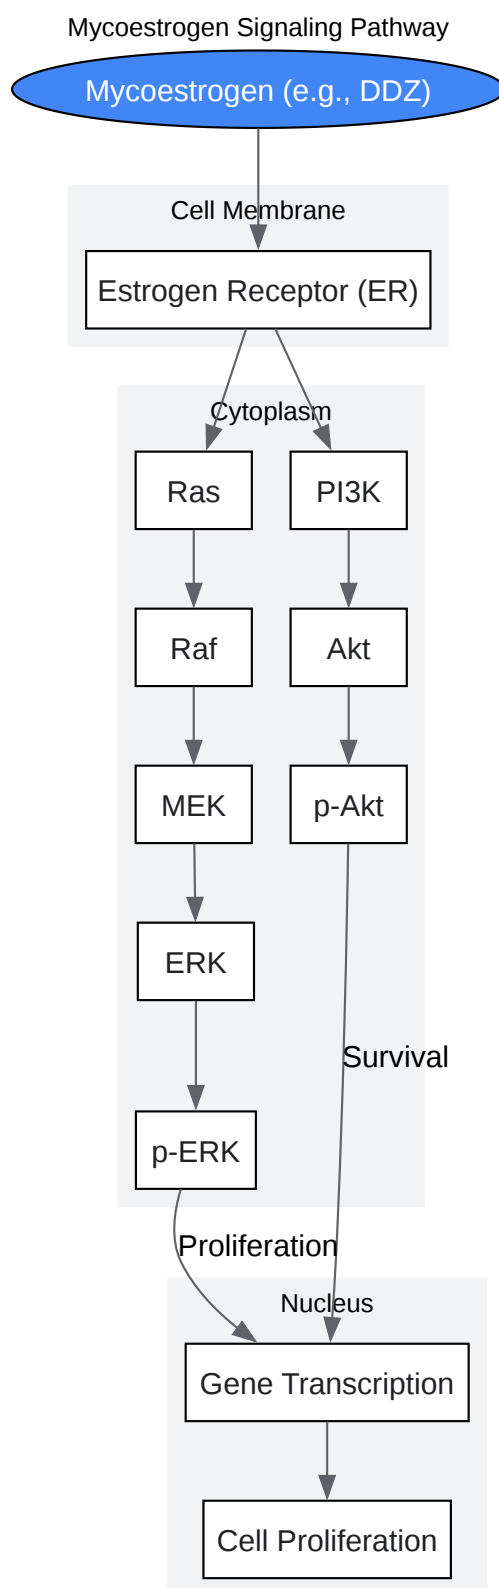 Mycoestrogen Signaling Pathway
Mycoestrogen (e.g., DDZ)
Cell Membrane
Estrogen Receptor (ER)
Cytoplasm
Ras
PI3K
Raf
Akt
MEK
p-Akt
ERK
Survival
p-ERK
Proliferation
Nucleus
Gene Transcription
Cell Proliferation